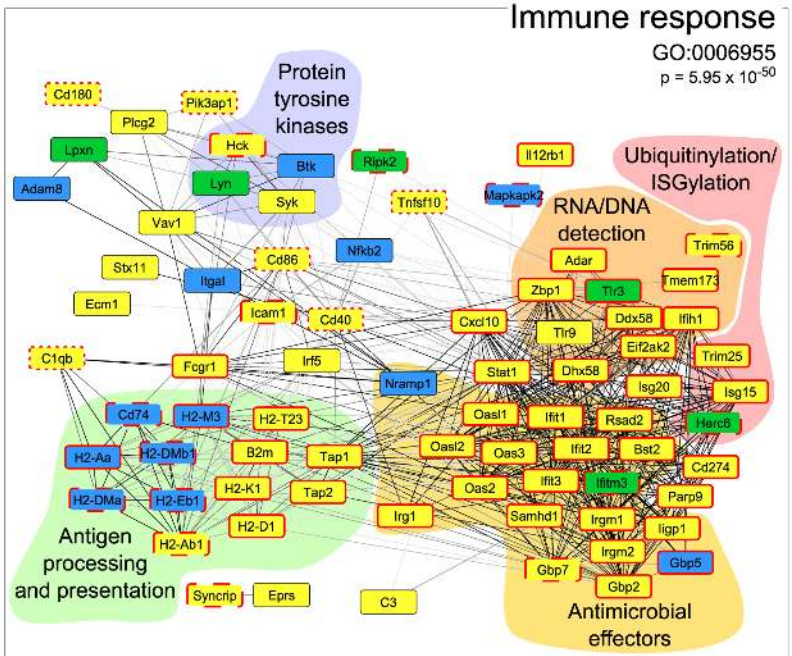 Immune response
GO:0006955
p = 5.95 x 10-50
Protein
tyrosine
kinases
Cd180
Pik3ap1
Plcg2
Hck
Il12rb1
Lpxn
Ripk2
Btk
Ubiquitinylation/
ISGylation
Adam8
Lyn
Mapkapk2
Syk
Tnfsf10
RNA/DNA
detection
Vav1
Trim56
Nfkb2
Cd86
Adar
Stx11
Itgal
Zbp1
Tlr3
Tmem173
Ecm1
Icam1
Cd40
Cxcl10
Ddx58
Ifih1
Tlr9
C1qb
Fcgr1
Irf5
Eif2ak2
Trim25
Nramp1
Stat1
Dhx58
Isg20
Isg15
Cd74
H2-M3
H2-T23
Oasl1
Ifit1
Rsad2
Herc6
H2-Aa
H2-DMb1
B2m
Tap1
Oasl2
Oas3
Ifit2
Bst2
Cd274
H2-DMa
H2-Eb1
H2-K1
Tap2
Oas2
Ifit3
Ifitm3
Parp9
H2-D1
Irg1
Samhd1
Irgm1
Iigp1
Antigen
processing
and presentation
H2-Ab1
Irgm2
Gbp7
Gbp5
Gbp2
Syncrip
Eprs
C3
Antimicrobial
effectors